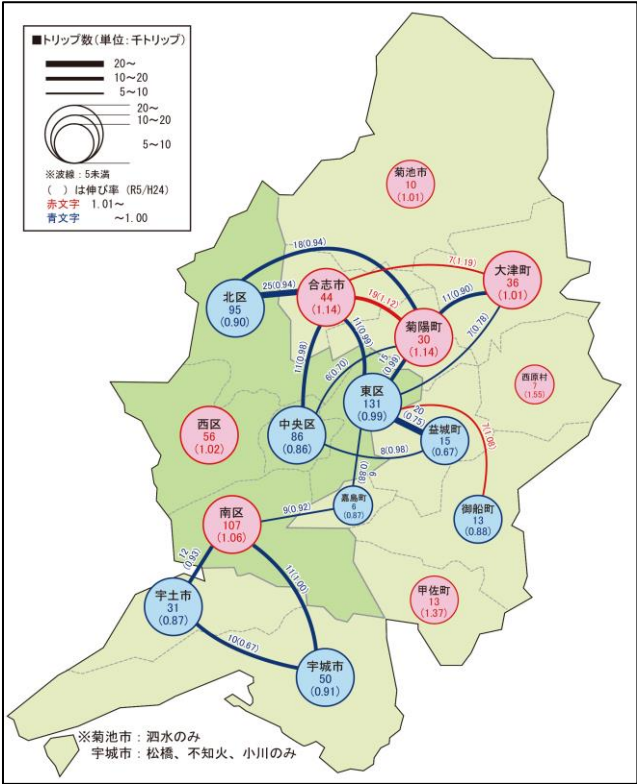 ■トリップ数(単位:千トリップ)
20～
10～20
5～10
20～
10～20
5～10
※波線:5未満
( )は伸び率(R5/H24)
赤文字 1.01～
青文字 ～1.00
菊池市
10
(1.01)
18(0.94)
7(1.19)
大津町
36
(1.01)
合志市
44
(1.14)
25(0.94)
北区
95
(0.90)
19(1.12)
11(0.90)
菊陽町
30
(1.14)
11(0.99)
7(0.78)
11(0.98)
6(0.70)
15
(0.99)
西原村
7
(1.55)
東区
131
(0.99)
西区
56
(1.02)
中央区
86
(0.86)
20
(0.75)
7(1.08)
益城町
15
(0.67)
8(0.98)
6
(0.88)
嘉島町
6
(0.87)
9(0.92)
御船町
13
(0.88)
南区
107
(1.06)
12
(0.93)
11(1.00)
甲佐町
13
(1.37)
宇土市
31
(0.87)
10(0.67)
宇城市
50
(0.91)
※菊池市:泗水のみ
宇城市:松橋、不知火、小川のみ